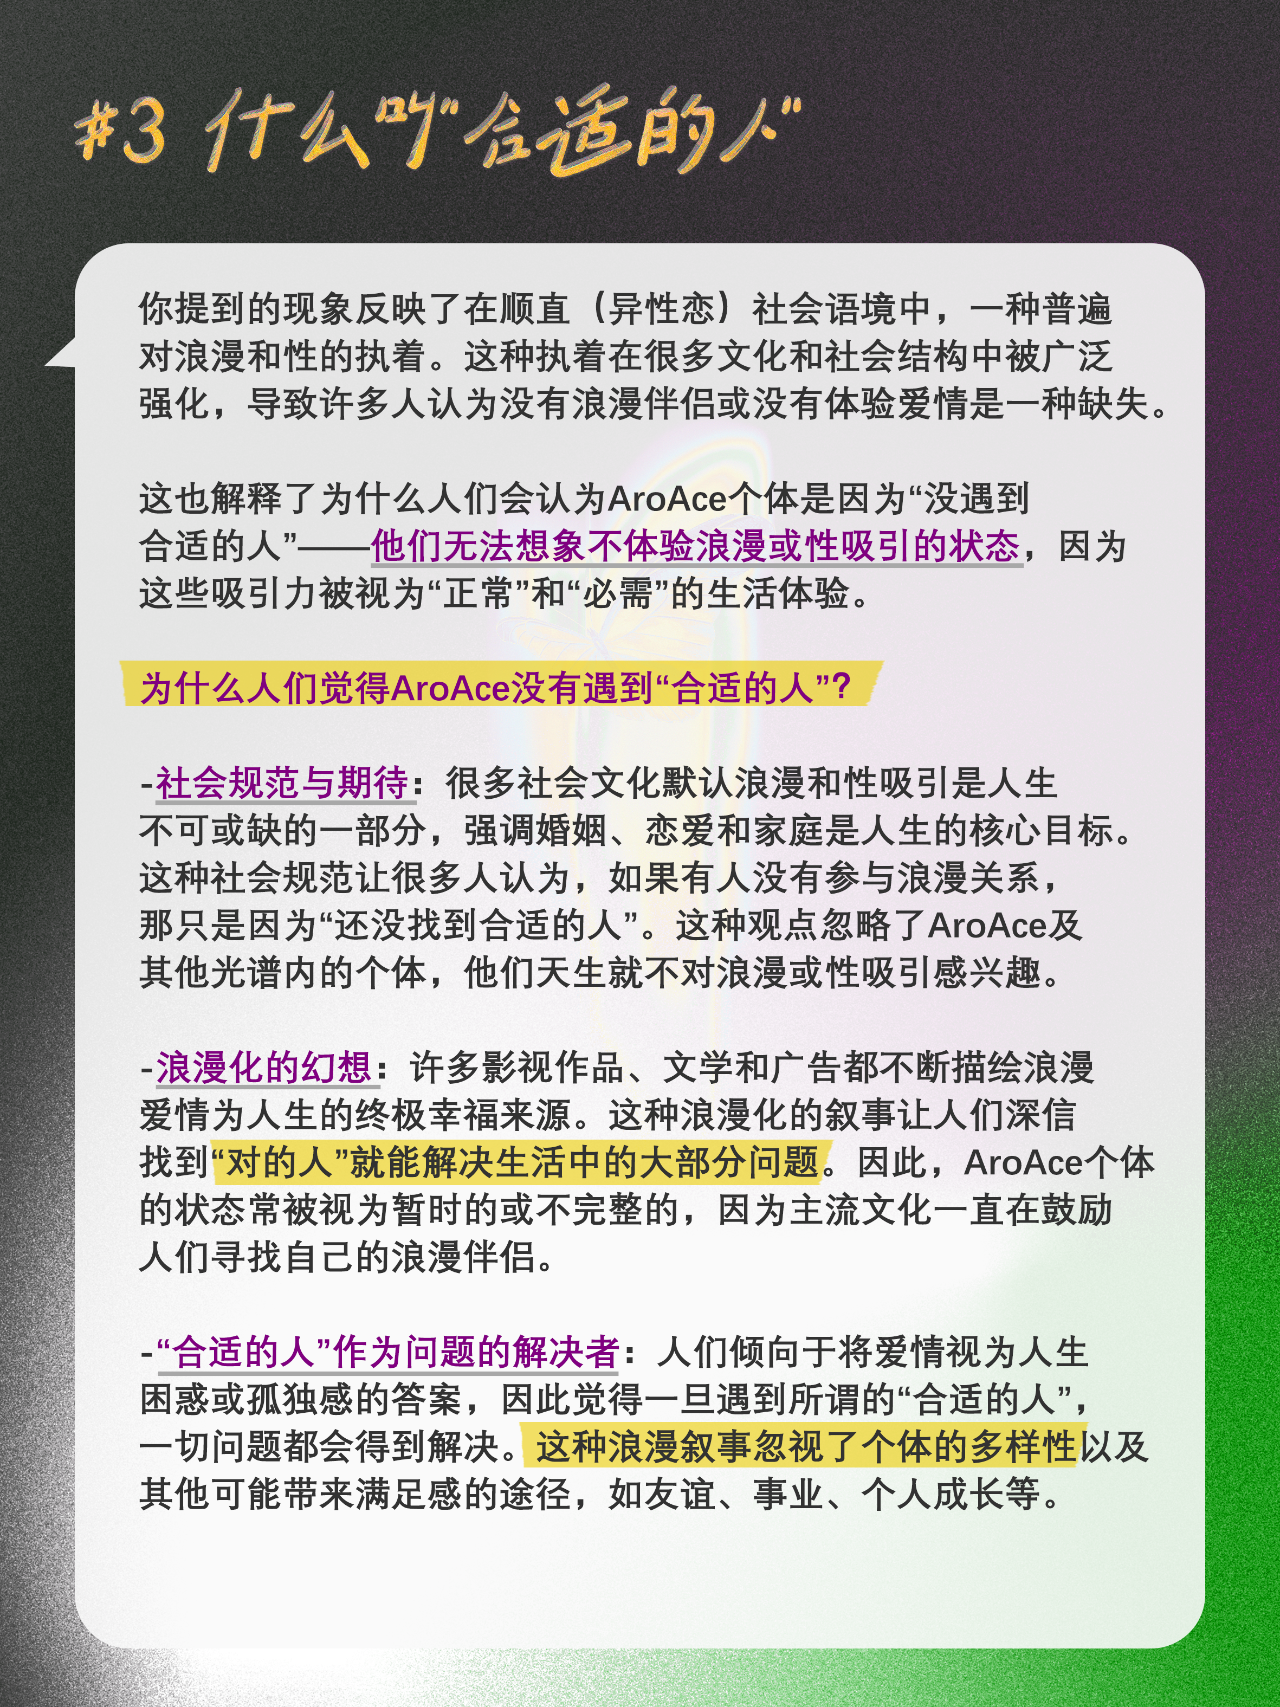 #3 什么叫“合适的人”
你提到的现象反映了在顺直（异性恋）社会语境中，一种普遍
对浪漫和性的执着。这种执着在很多文化和社会结构中被广泛
强化，导致许多人认为没有浪漫伴侣或没有体验爱情是一种缺失。
这也解释了为什么人们会认为AroAce个体是因为“没遇到
合适的人”——他们无法想象不体验浪漫或性吸引的状态，因为
这些吸引力被视为“正常”和“必需”的生活体验。
为什么人们觉得AroAce没有遇到“合适的人”？
-社会规范与期待：很多社会文化默认浪漫和性吸引是人生
不可或缺的一部分，强调婚姻、恋爱和家庭是人生的核心目标。
这种社会规范让很多人认为，如果有人没有参与浪漫关系，
那只是因为“还没找到合适的人”。这种观点忽略了AroAce及
其他光谱内的个体，他们天生就不对浪漫或性吸引感兴趣。
-浪漫化的幻想：许多影视作品、文学和广告都不断描绘浪漫
爱情为人生的终极幸福来源。这种浪漫化的叙事让人们深信
找到“对的人”就能解决生活中的大部分问题。因此，AroAce个体
的状态常被视为暂时的或不完整的，因为主流文化一直在鼓励
人们寻找自己的浪漫伴侣。
-“合适的人”作为问题的解决者：人们倾向于将爱情视为人生
困惑或孤独感的答案，因此觉得一旦遇到所谓的“合适的人”，
一切问题都会得到解决。这种浪漫叙事忽视了个体的多样性以及
其他可能带来满足感的途径，如友谊、事业、个人成长等。